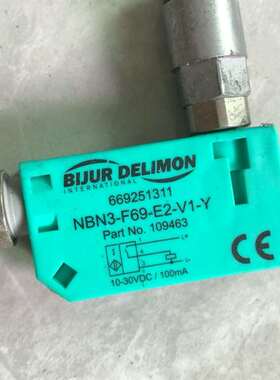 BIJUR DELIMON
INTERNATIONAL
669251311
NBN3-F69-E2-V1-Y
Part No. 109463
L+
L-
10-30VDC / 100mA
CE